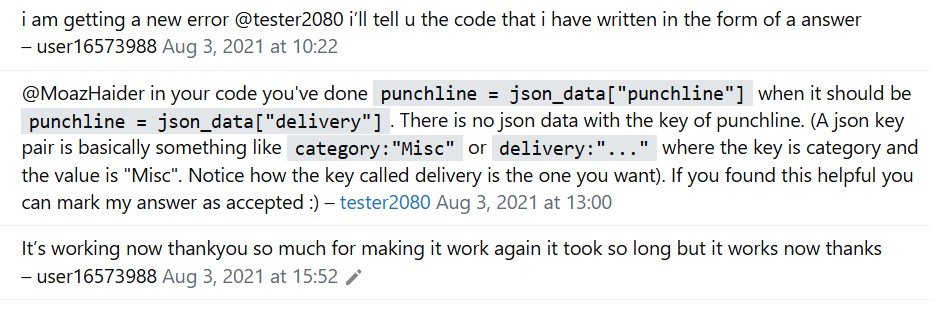 i am getting a new error @tester2080 i’ll tell u the code that i have written in the form of a answer
– user16573988 Aug 3, 2021 at 10:22
@MoazHaider in your code you've done punchline = json_data["punchline"] when it should be
punchline = json_data["delivery"] . There is no json data with the key of punchline. (A json key
pair is basically something like category:"Misc" or delivery:"..." where the key is category and
the value is "Misc". Notice how the key called delivery is the one you want). If you found this helpful you
can mark my answer as accepted :) – tester2080 Aug 3, 2021 at 13:00
It’s working now thankyou so much for making it work again it took so long but it works now thanks
– user16573988 Aug 3, 2021 at 15:52